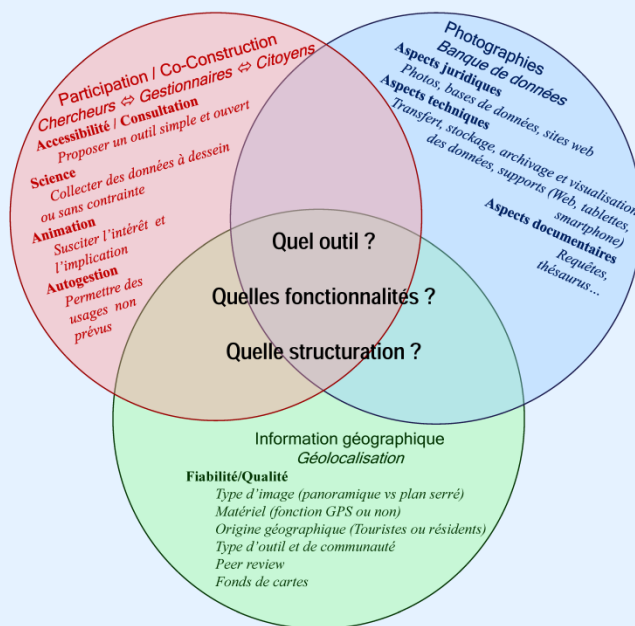 Participation / Co-Construction
Chercheurs ⇔ Gestionnaires ⇔ Citoyens
Accessibilité / Consultation
Proposer un outil simple et ouvert
Science
Collecter des données à dessein
ou sans contrainte
Animation
Susciter l’intérêt et
l’implication
Autogestion
Permettre des
usages non
prévus
Photographies
Banque de données
Aspects juridiques
Photos, bases de données, sites web
Aspects techniques
Transfert, stockage, archivage et visualisation
des données, supports (Web, tablettes,
smartphone)
Aspects documentaires
Requêtes,
thésaurus...
Quel outil ?
Quelles fonctionnalités ?
Quelle structuration ?
Information géographique
Géolocalisation
Fiabilité/Qualité
Type d’image (panoramique vs plan serré)
Matériel (fonction GPS ou non)
Origine géographique (Touristes ou résidents)
Type d’outil et de communauté
Peer review
Fonds de cartes